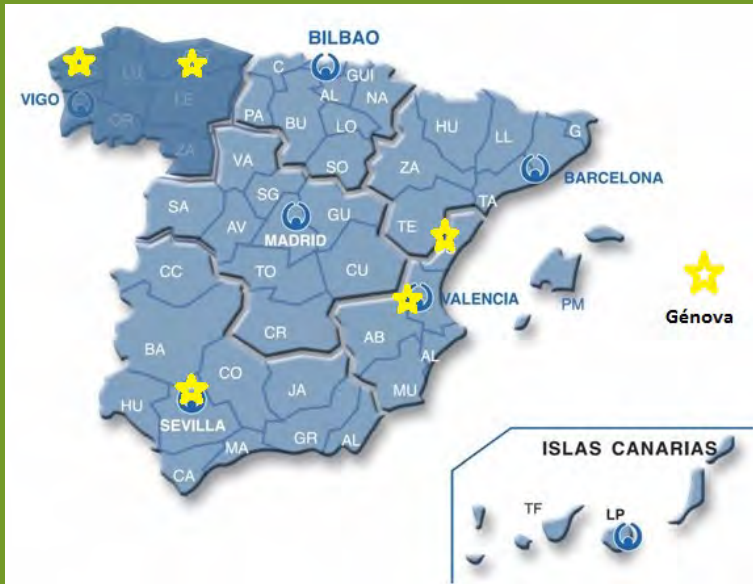 BILBAO
C
GUI
VIGO
LU
LE
OR
ZA
AL
NA
PA
BU
LO
SO
HU
LL
G
VA
ZA
BARCELONA
SA
SG
GU
TA
AV
MADRID
TE
CC
TO
CU
VALENCIA
PM
Génova
CR
AB
BA
CO
AL
JA
MU
HU
SEVILLA
GR
AL
MA
CA
ISLAS CANARIAS
TF
LP